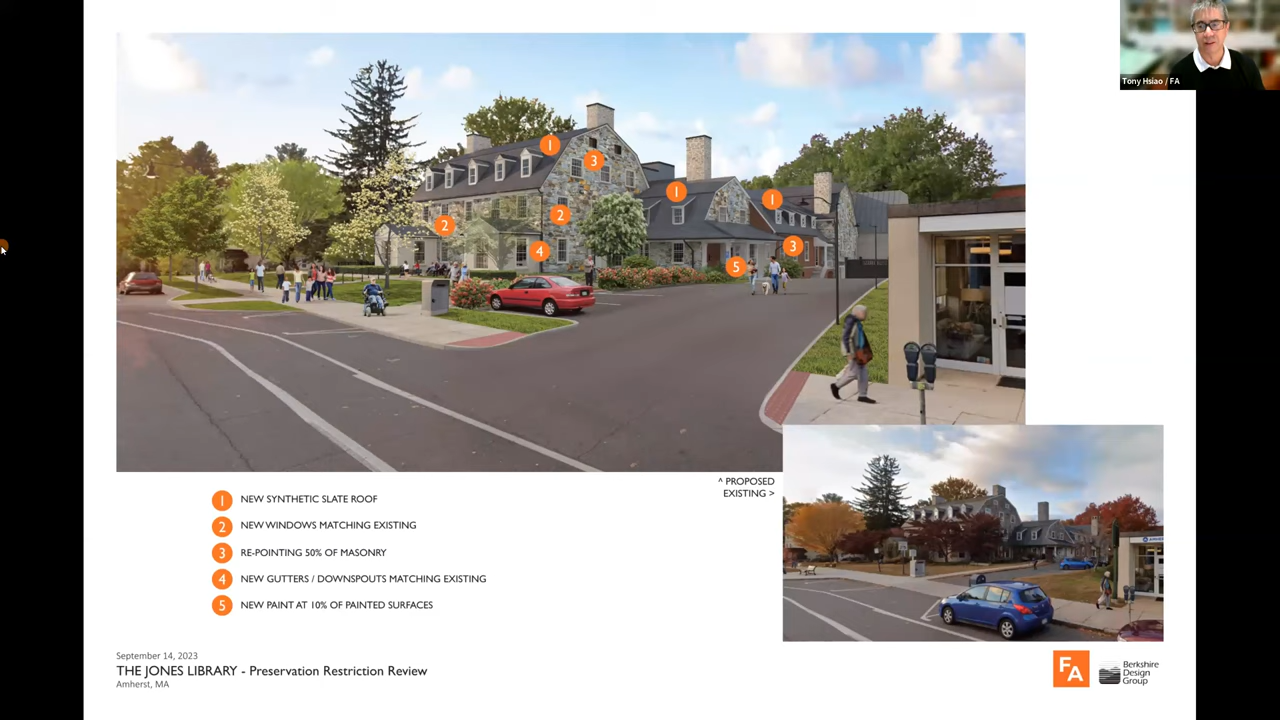 Tony Hsiao / FA
1
3
1
1
2
2
4
3
5
^ PROPOSED
EXISTING >
1 NEW SYNTHETIC SLATE ROOF
2 NEW WINDOWS MATCHING EXISTING
3 RE-POINTING 50% OF MASONRY
4 NEW GUTTERS / DOWNSPOUTS MATCHING EXISTING
5 NEW PAINT AT 10% OF PAINTED SURFACES
September 14, 2023
THE JONES LIBRARY - Preservation Restriction Review
Amherst, MA
FA
Berkshire
Design
Group